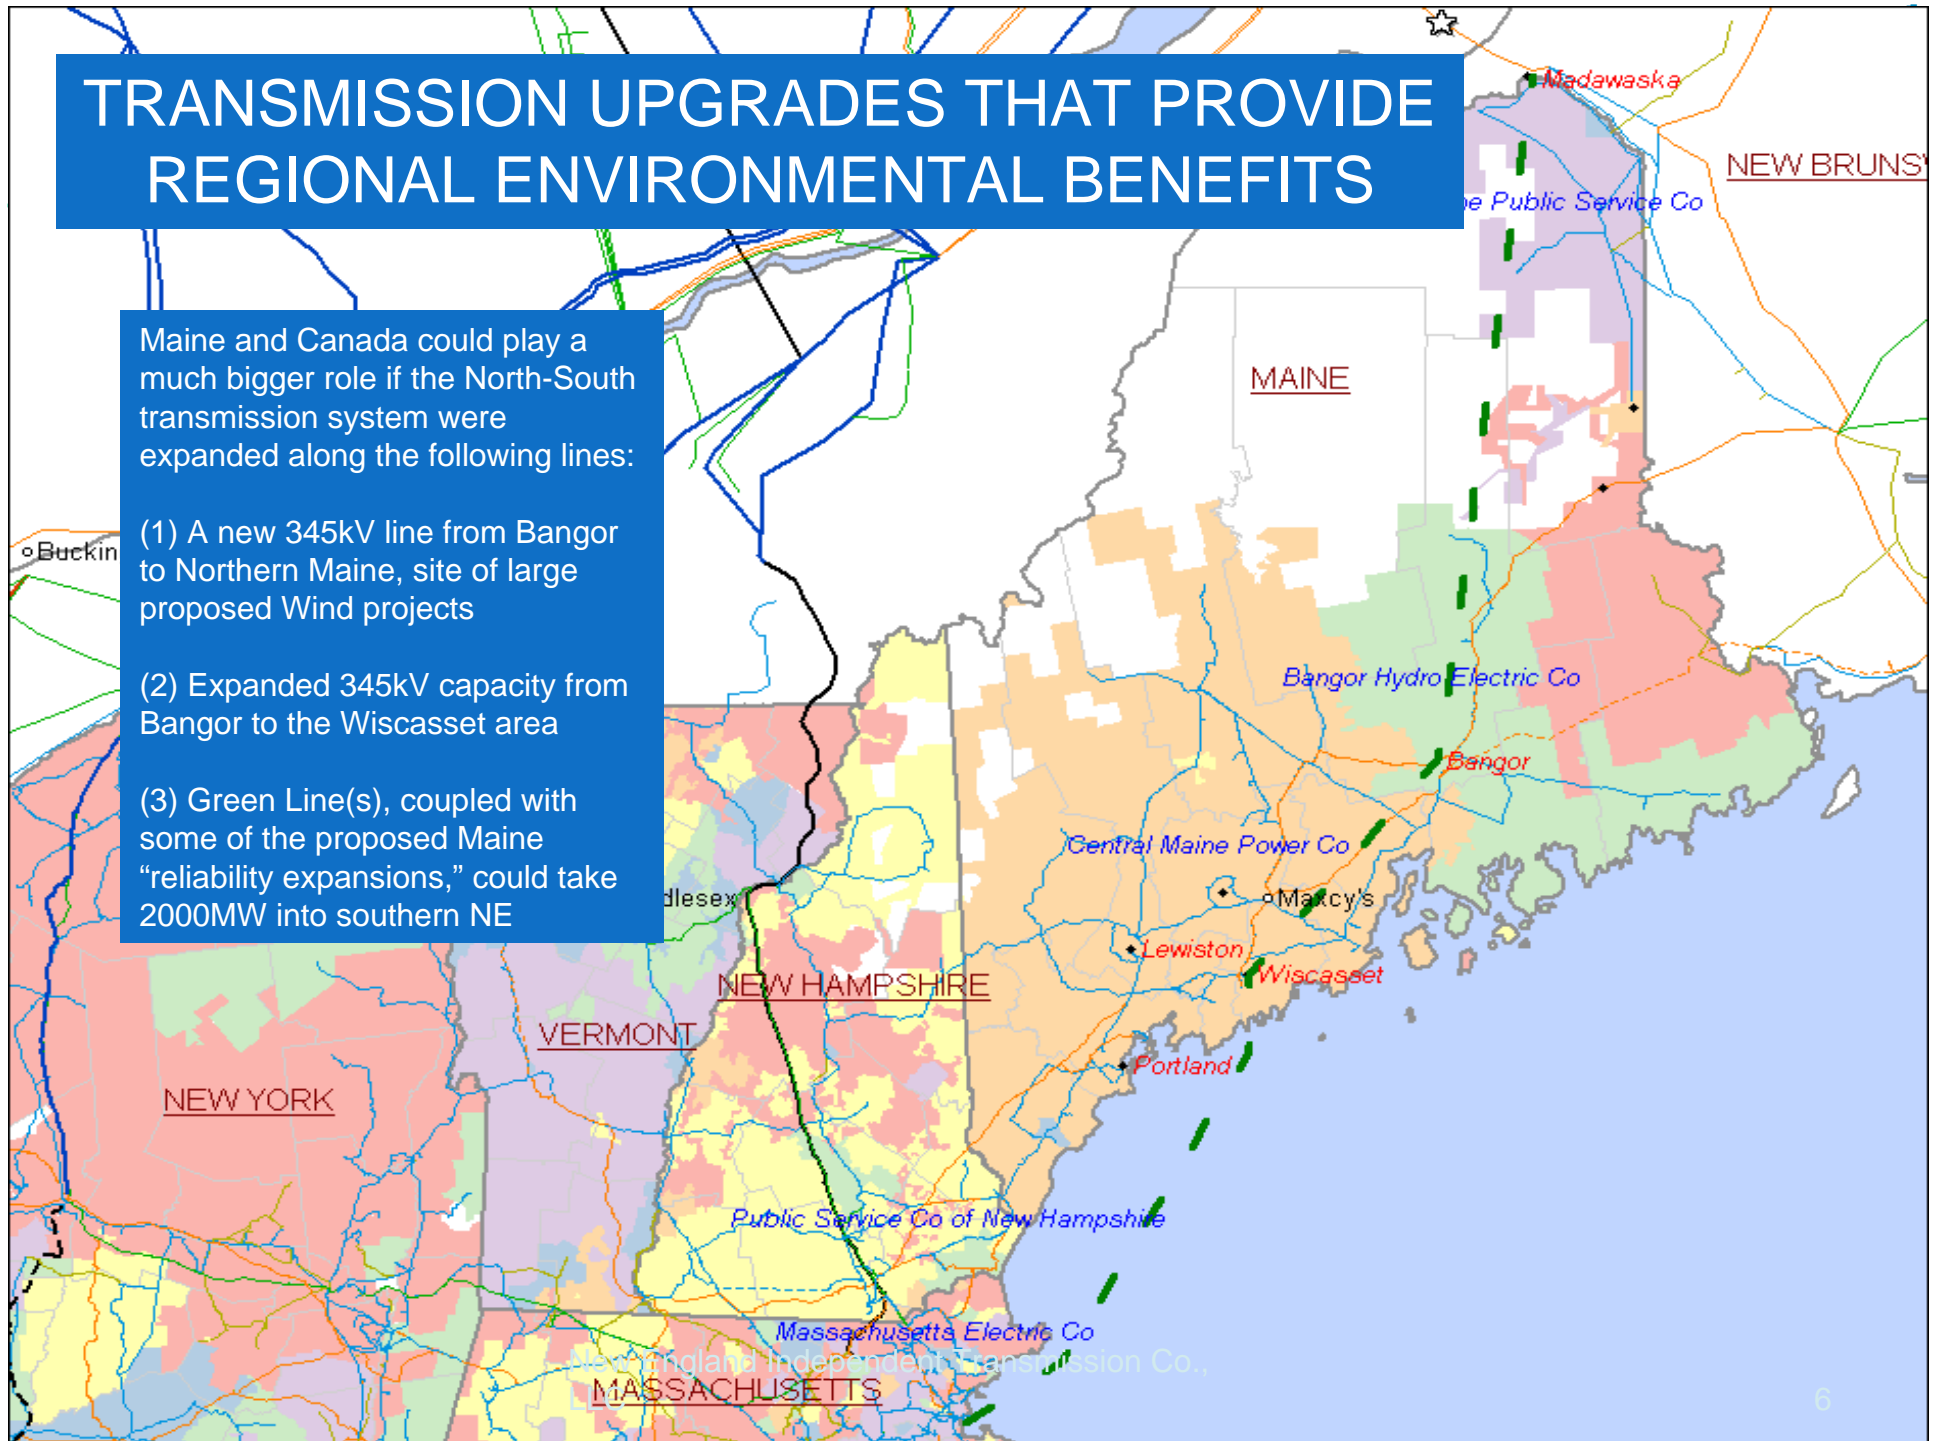 TRANSMISSION UPGRADES THAT PROVIDE
REGIONAL ENVIRONMENTAL BENEFITS
Madawaska
NEW BRUNS
e Public Service Co
Maine and Canada could play a
much bigger role if the North-South
transmission system were
expanded along the following lines:
(1) A new 345kV line from Bangor
to Northern Maine, site of large
proposed Wind projects
(2) Expanded 345kV capacity from
Bangor to the Wiscasset area
(3) Green Line(s), coupled with
some of the proposed Maine
“reliability expansions,” could take
2000MW into southern NE
MAINE
Buckin
Bangor Hydro Electric Co
Bangor
Central Maine Power Co
dlesex
Maxcy's
Lewiston
Wiscasset
NEW HAMPSHIRE
VERMONT
Portland
NEW YORK
Public Service Co of New Hampshire
Massachusetts Electric Co
New England Independent Transmission Co.,
LLC
MASSACHUSETTS
6